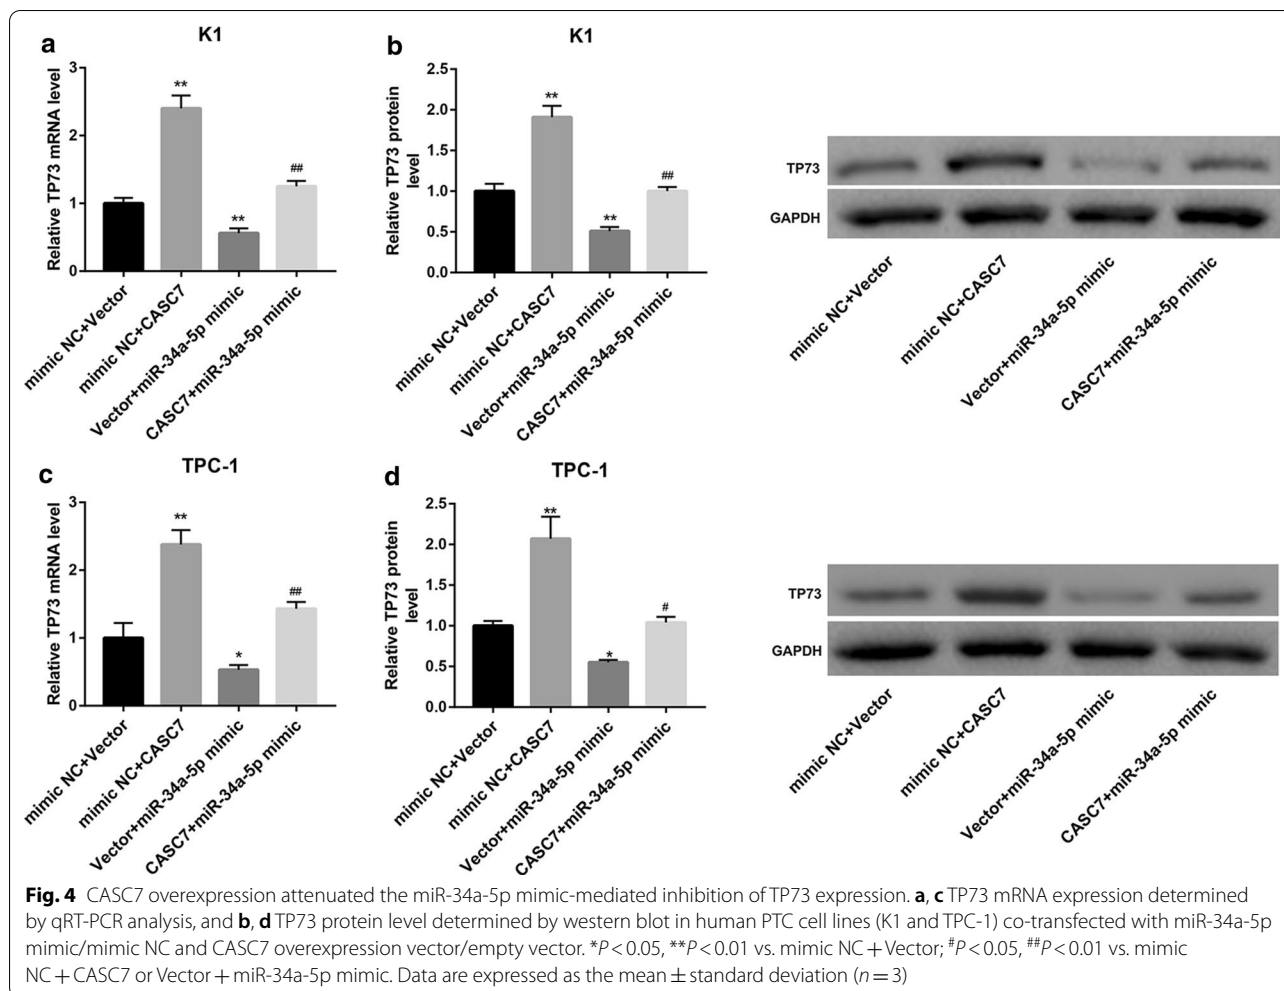 a
K1
Relative TP73 mRNA level
3
2
1
0
**
**
##
mimic NC+Vector
mimic NC+CASC7
Vector+miR-34a-5p mimic
CASC7+miR-34a-5p mimic
b
K1
Relative TP73 protein
level
2.5
2.0
1.5
1.0
0.5
0.0
**
**
##
mimic NC+Vector
mimic NC+CASC7
Vector+miR-34a-5p mimic
CASC7+miR-34a-5p mimic
TP73
GAPDH
mimic NC+Vector
mimic NC+CASC7
Vector+miR-34a-5p mimic
CASC7+miR-34a-5p mimic
c
TPC-1
Relative TP73 mRNA level
3
2
1
0
**
*
##
mimic NC+Vector
mimic NC+CASC7
Vector+miR-34a-5p mimic
CASC7+miR-34a-5p mimic
d
TPC-1
Relative TP73 protein
level
2.5
2.0
1.5
1.0
0.5
0.0
**
*
#
mimic NC+Vector
mimic NC+CASC7
Vector+miR-34a-5p mimic
CASC7+miR-34a-5p mimic
TP73
GAPDH
mimic NC+Vector
mimic NC+CASC7
Vector+miR-34a-5p mimic
CASC7+miR-34a-5p mimic
Fig. 4 CASC7 overexpression attenuated the miR-34a-5p mimic-mediated inhibition of TP73 expression. a, c TP73 mRNA expression determined
by qRT-PCR analysis, and b, d TP73 protein level determined by western blot in human PTC cell lines (K1 and TPC-1) co-transfected with miR-34a-5p
mimic/mimic NC and CASC7 overexpression vector/empty vector. *P < 0.05, **P < 0.01 vs. mimic NC + Vector; #P < 0.05, ##P < 0.01 vs. mimic
NC + CASC7 or Vector + miR-34a-5p mimic. Data are expressed as the mean ± standard deviation (n = 3)